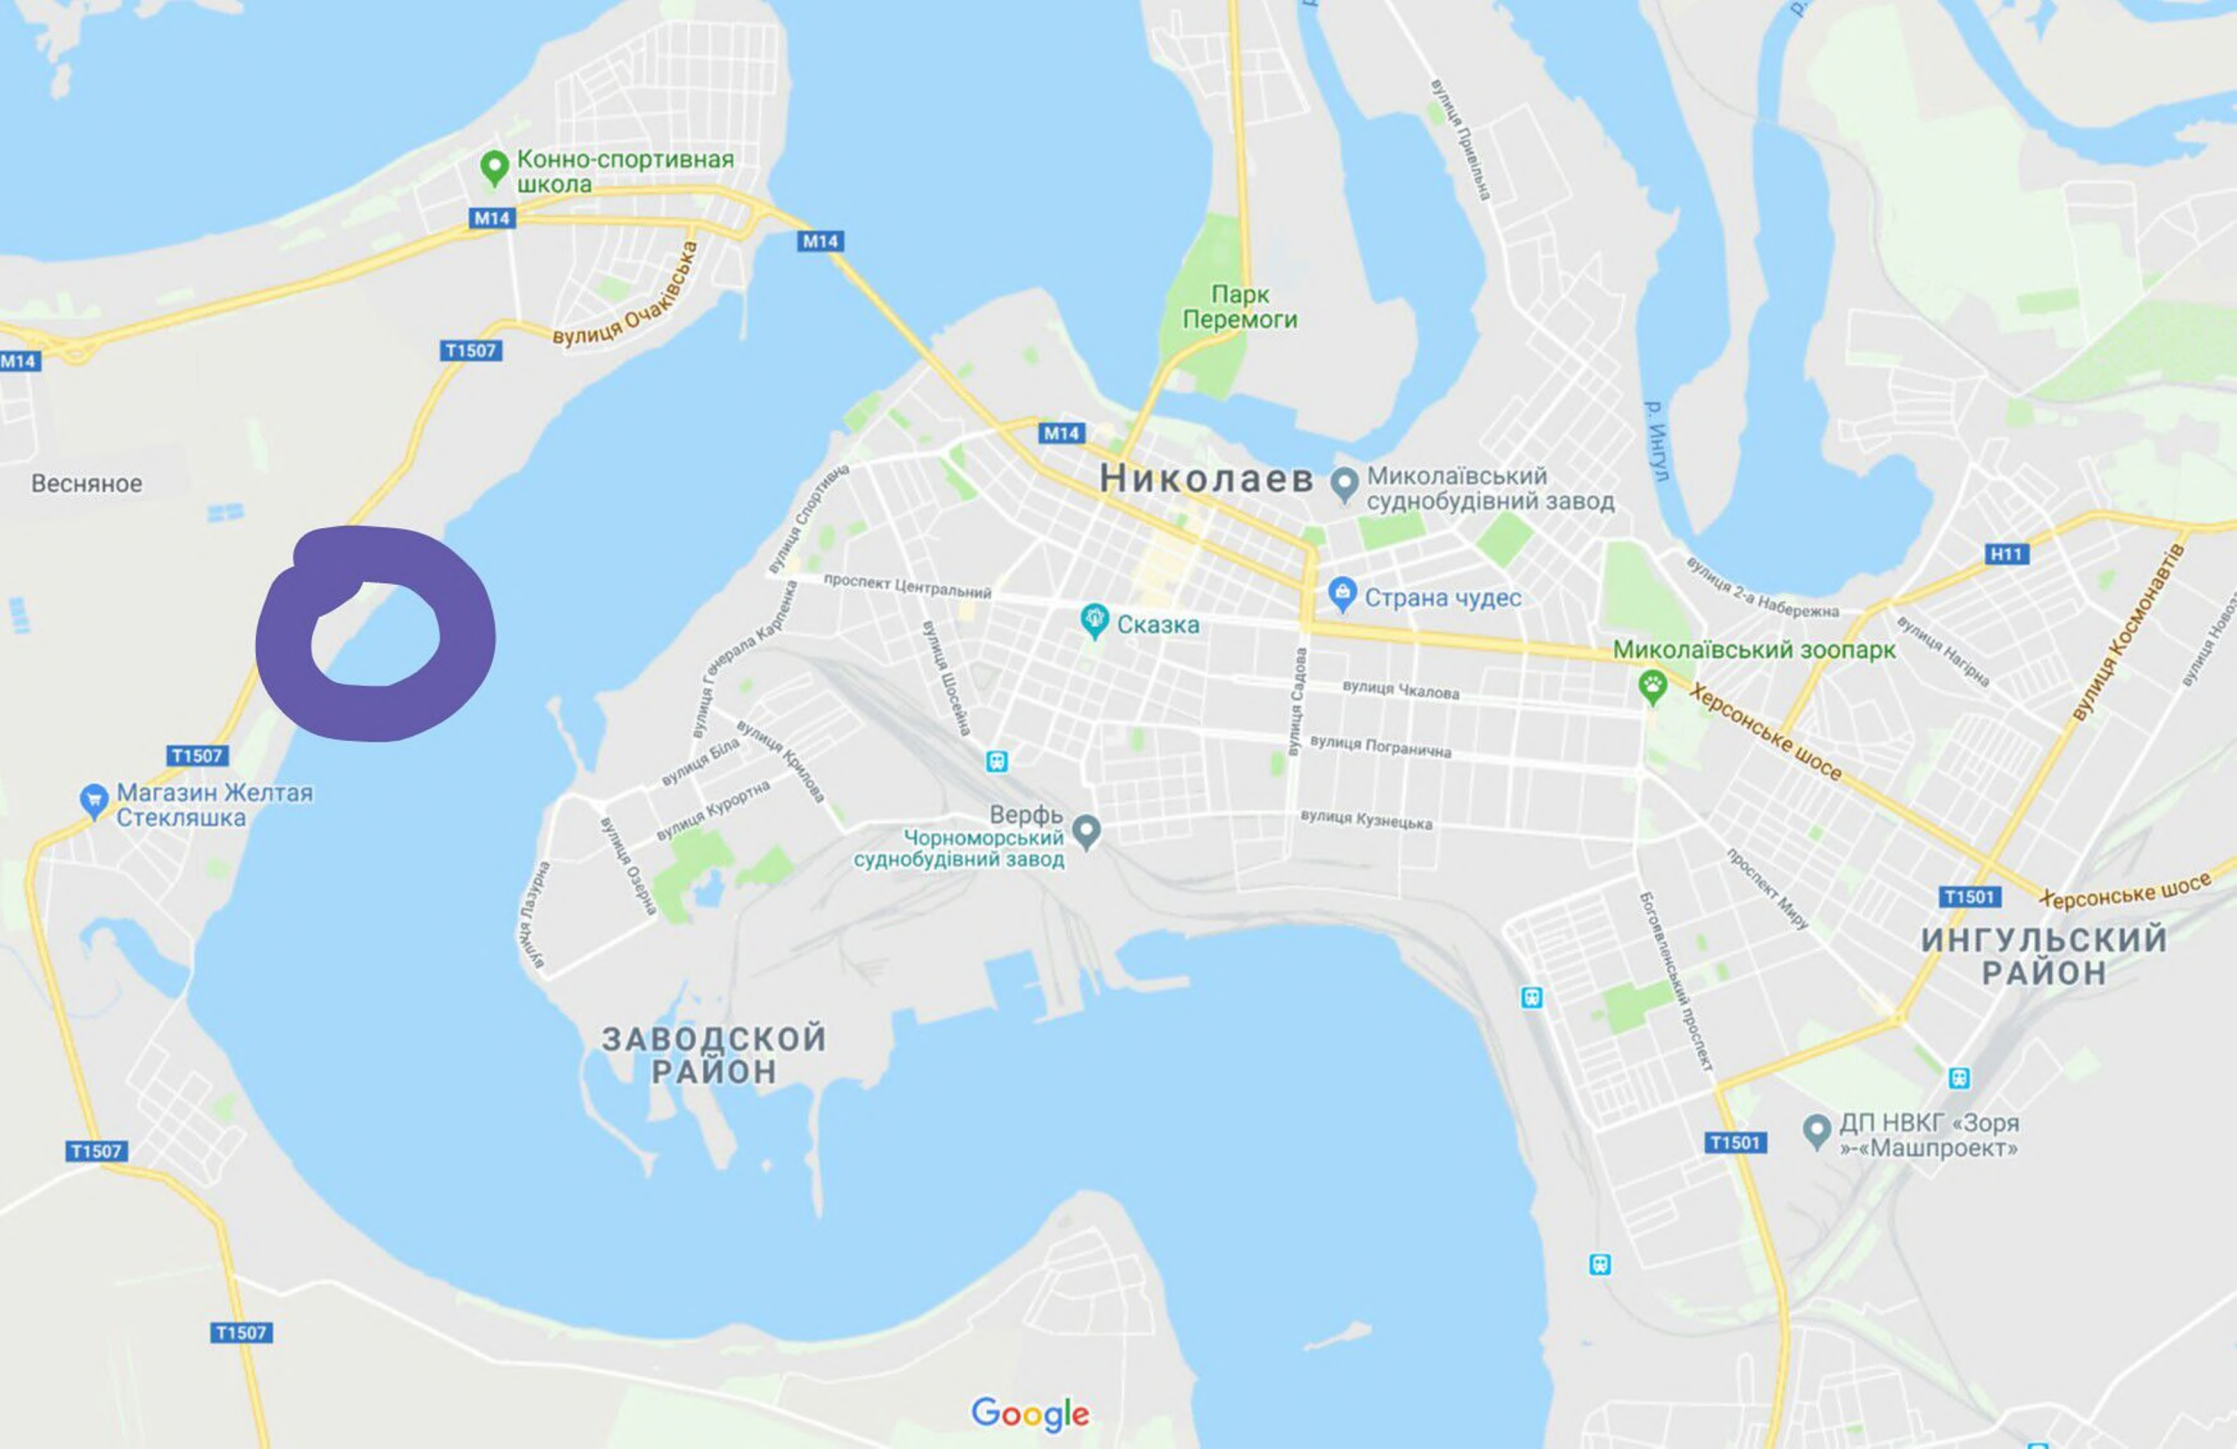 р.
р.
вулиця Привільна
Конно-спортивная
школа
M14
M14
вулиця Очаківська
Парк
Перемоги
T1507
M14
M14
р. Ингул
Весняное
Николаев
Миколаївський
суднобудівний завод
вулиця Спортивна
H11
вулиця Космонавтів
проспект Центральний
Страна чудес
вулиця 2-а Набережна
Сказка
вулиця Генерала Карпенка
вулиця Шосейна
вулиця Садова
Миколаївський зоопарк
вулиця Нагірна
вулиця Новоз
вулиця Чкалова
Херсонське шосе
вулиця Погранична
вулиця Біла
вулиця Крилова
T1507
Магазин Желтая
Стекляшка
вулиця Курортна
Верфь
Чорноморський
суднобудівний завод
вулиця Кузнецька
вулиця Озерна
вулиця Лазурна
проспект Миру
Богоявленський проспект
T1501
Херсонське шосе
ИНГУЛЬСКИЙ
РАЙОН
ЗАВОДСКОЙ
РАЙОН
T1507
T1501
ДП НВКГ «Зоря
»-«Машпроект»
T1507
Google